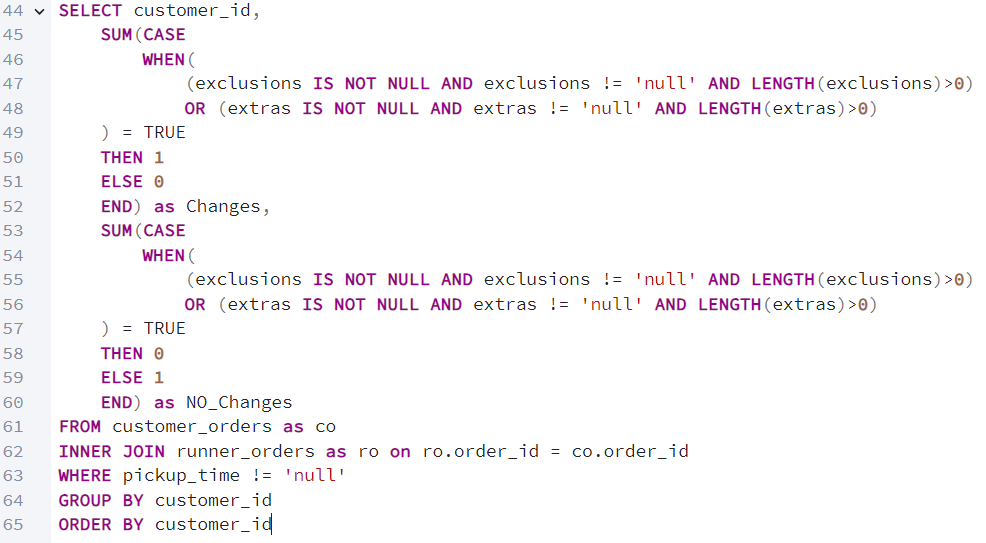 44 SELECT customer_id,
45     SUM(CASE
46         WHEN(
47             (exclusions IS NOT NULL AND exclusions != 'null' AND LENGTH(exclusions)>0)
48             OR (extras IS NOT NULL AND extras != 'null' AND LENGTH(extras)>0)
49     ) = TRUE
50     THEN 1
51     ELSE 0
52     END) as Changes,
53     SUM(CASE
54         WHEN(
55             (exclusions IS NOT NULL AND exclusions != 'null' AND LENGTH(exclusions)>0)
56             OR (extras IS NOT NULL AND extras != 'null' AND LENGTH(extras)>0)
57     ) = TRUE
58     THEN 0
59     ELSE 1
60     END) as NO_Changes
61 FROM customer_orders as co
62 INNER JOIN runner_orders as ro on ro.order_id = co.order_id
63 WHERE pickup_time != 'null'
64 GROUP BY customer_id
65 ORDER BY customer_id